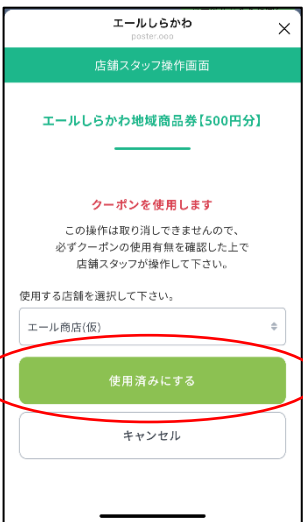 エールしらかわ
poster.ooo
店舗スタッフ操作画面
エールしらかわ地域商品券【500円分】
クーポンを使用します
この操作は取り消しできませんので、
必ずクーポンの使用有無を確認した上で
店舗スタッフが操作して下さい。
使用する店舗を選択して下さい。
エール商店(仮)
使用済みにする
キャンセル